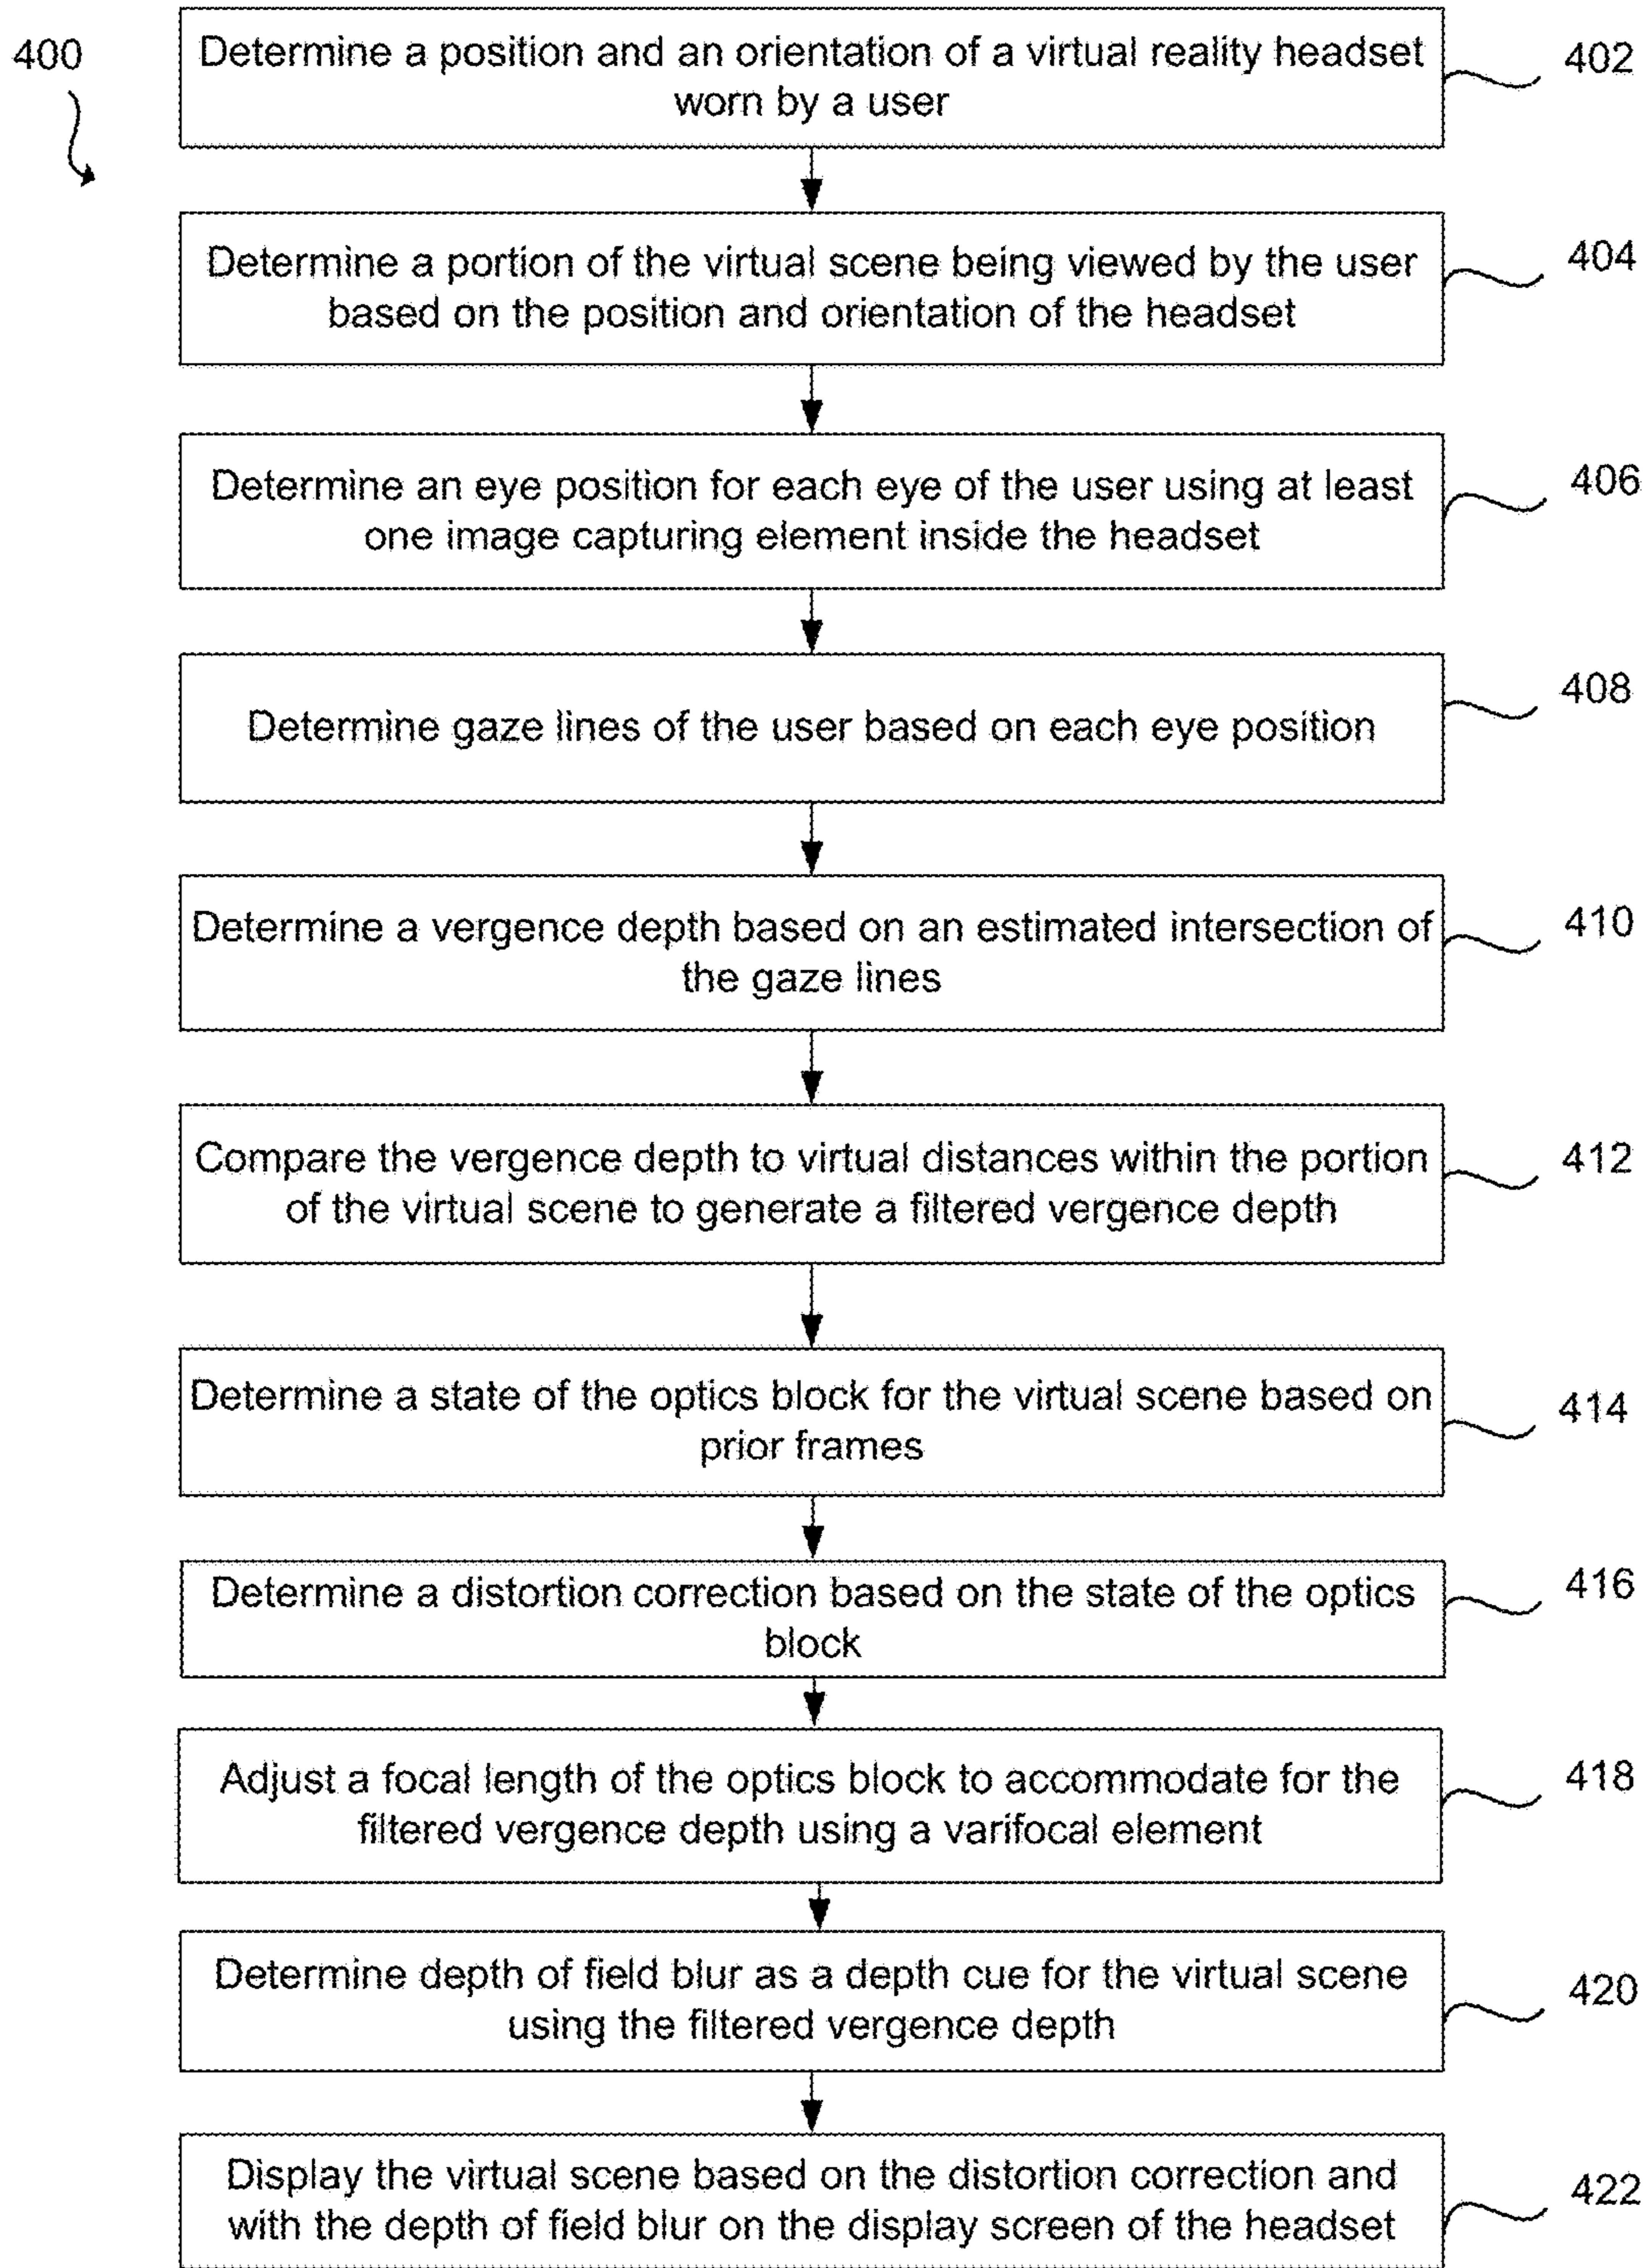 400
Determine a position and an orientation of a virtual reality headset
worn by a user
402
Determine a portion of the virtual scene being viewed by the user
based on the position and orientation of the headset
404
Determine an eye position for each eye of the user using at least
one image capturing element inside the headset
406
Determine gaze lines of the user based on each eye position
408
Determine a vergence depth based on an estimated intersection of
the gaze lines
410
Compare the vergence depth to virtual distances within the portion
of the virtual scene to generate a filtered vergence depth
412
Determine a state of the optics block for the virtual scene based on
prior frames
414
Determine a distortion correction based on the state of the optics
block
416
Adjust a focal length of the optics block to accommodate for the
filtered vergence depth using a varifocal element
418
Determine depth of field blur as a depth cue for the virtual scene
using the filtered vergence depth
420
Display the virtual scene based on the distortion correction and
with the depth of field blur on the display screen of the headset
422